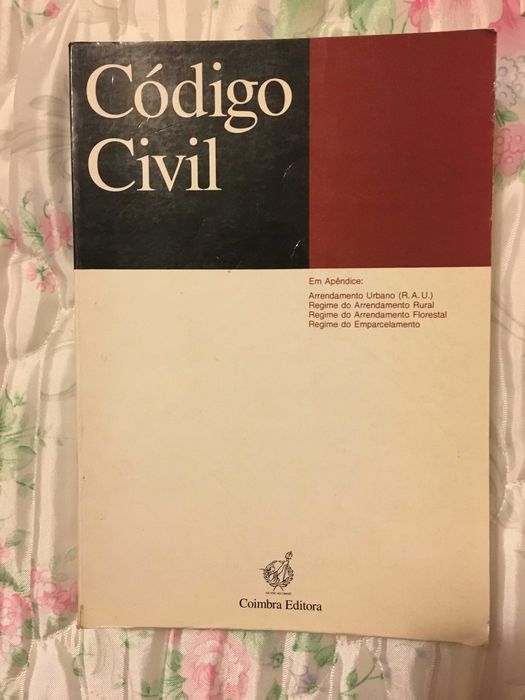 Código
Civil
Em Apêndice:
Arrendamento Urbano (R. A. U.)
Regime do Arrendamento Rural
Regime do Arrendamento Florestal
Regime do Emparcelamento
Coimbra Editora